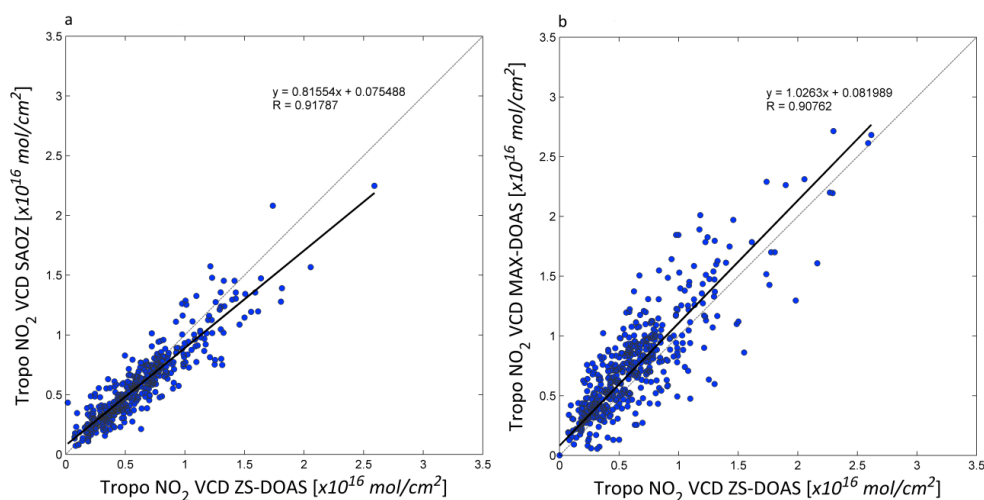 a
3.5
3
2.5
2
1.5
1
0.5
0
0 0.5 1 1.5 2 2.5 3 3.5
y = 0.81554x + 0.075488
R = 0.91787
Tropo NO2 VCD SAOZ [x10^16 mol/cm^2]
Tropo NO2 VCD ZS-DOAS [x10^16 mol/cm^2]
b
3.5
3
2.5
2
1.5
1
0.5
0
0 0.5 1 1.5 2 2.5 3 3.5
y = 1.0263x + 0.081989
R = 0.90762
Tropo NO2 VCD MAX-DOAS [x10^16 mol/cm^2]
Tropo NO2 VCD ZS-DOAS [x10^16 mol/cm^2]